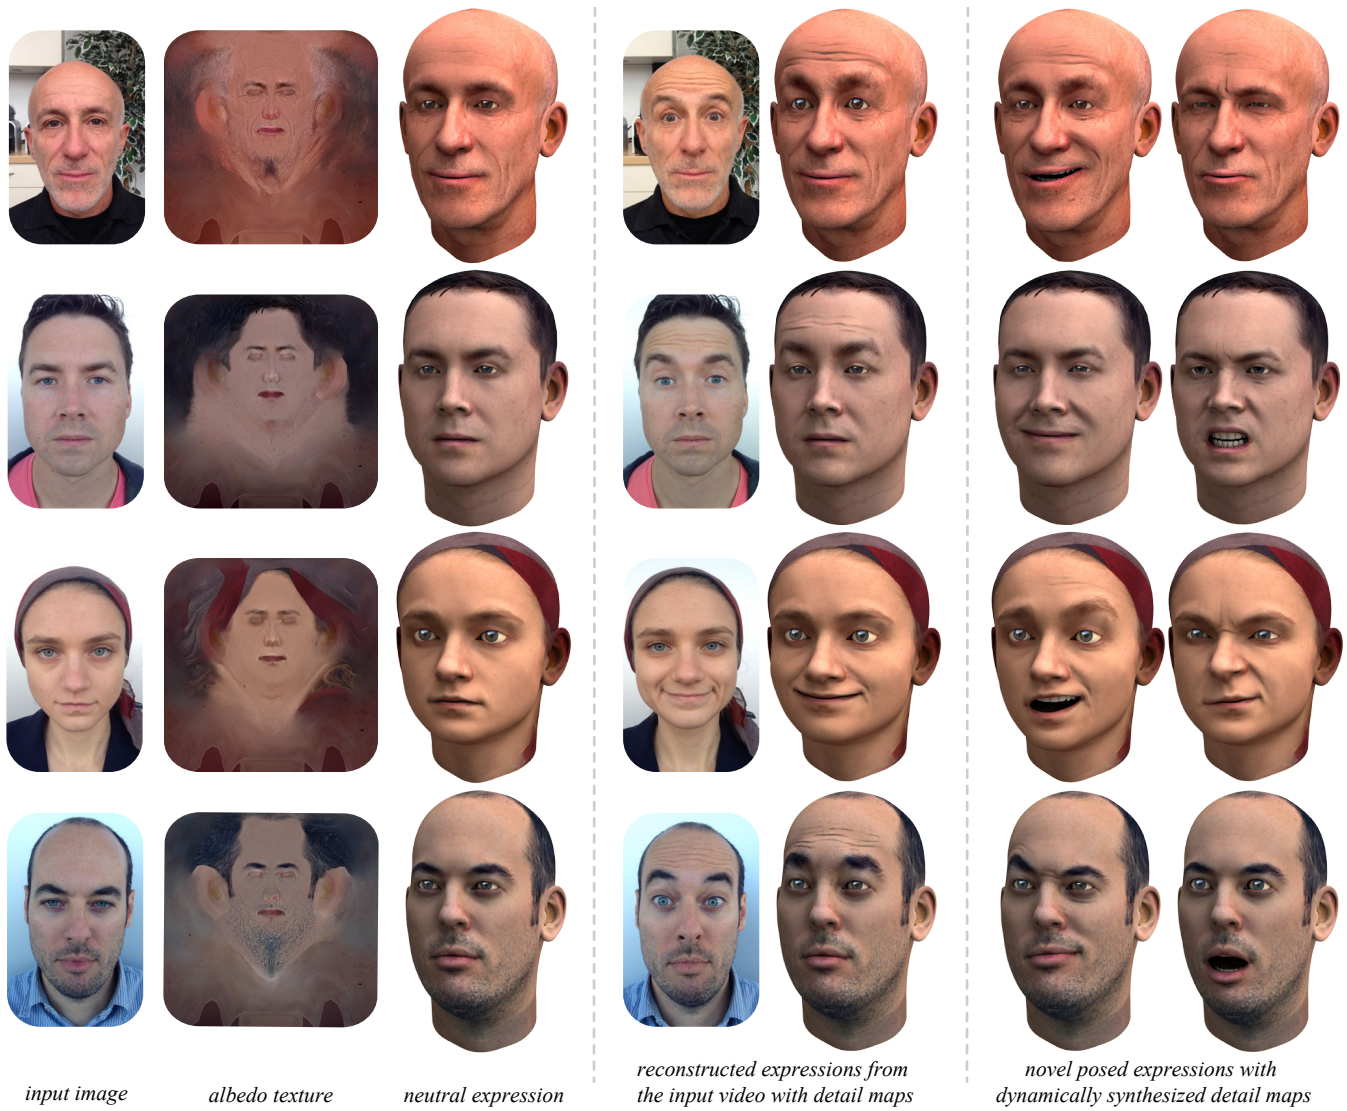 input image
albedo texture
neutral expression
reconstructed expressions from
the input video with detail maps
novel posed expressions with
dynamically synthesized detail maps